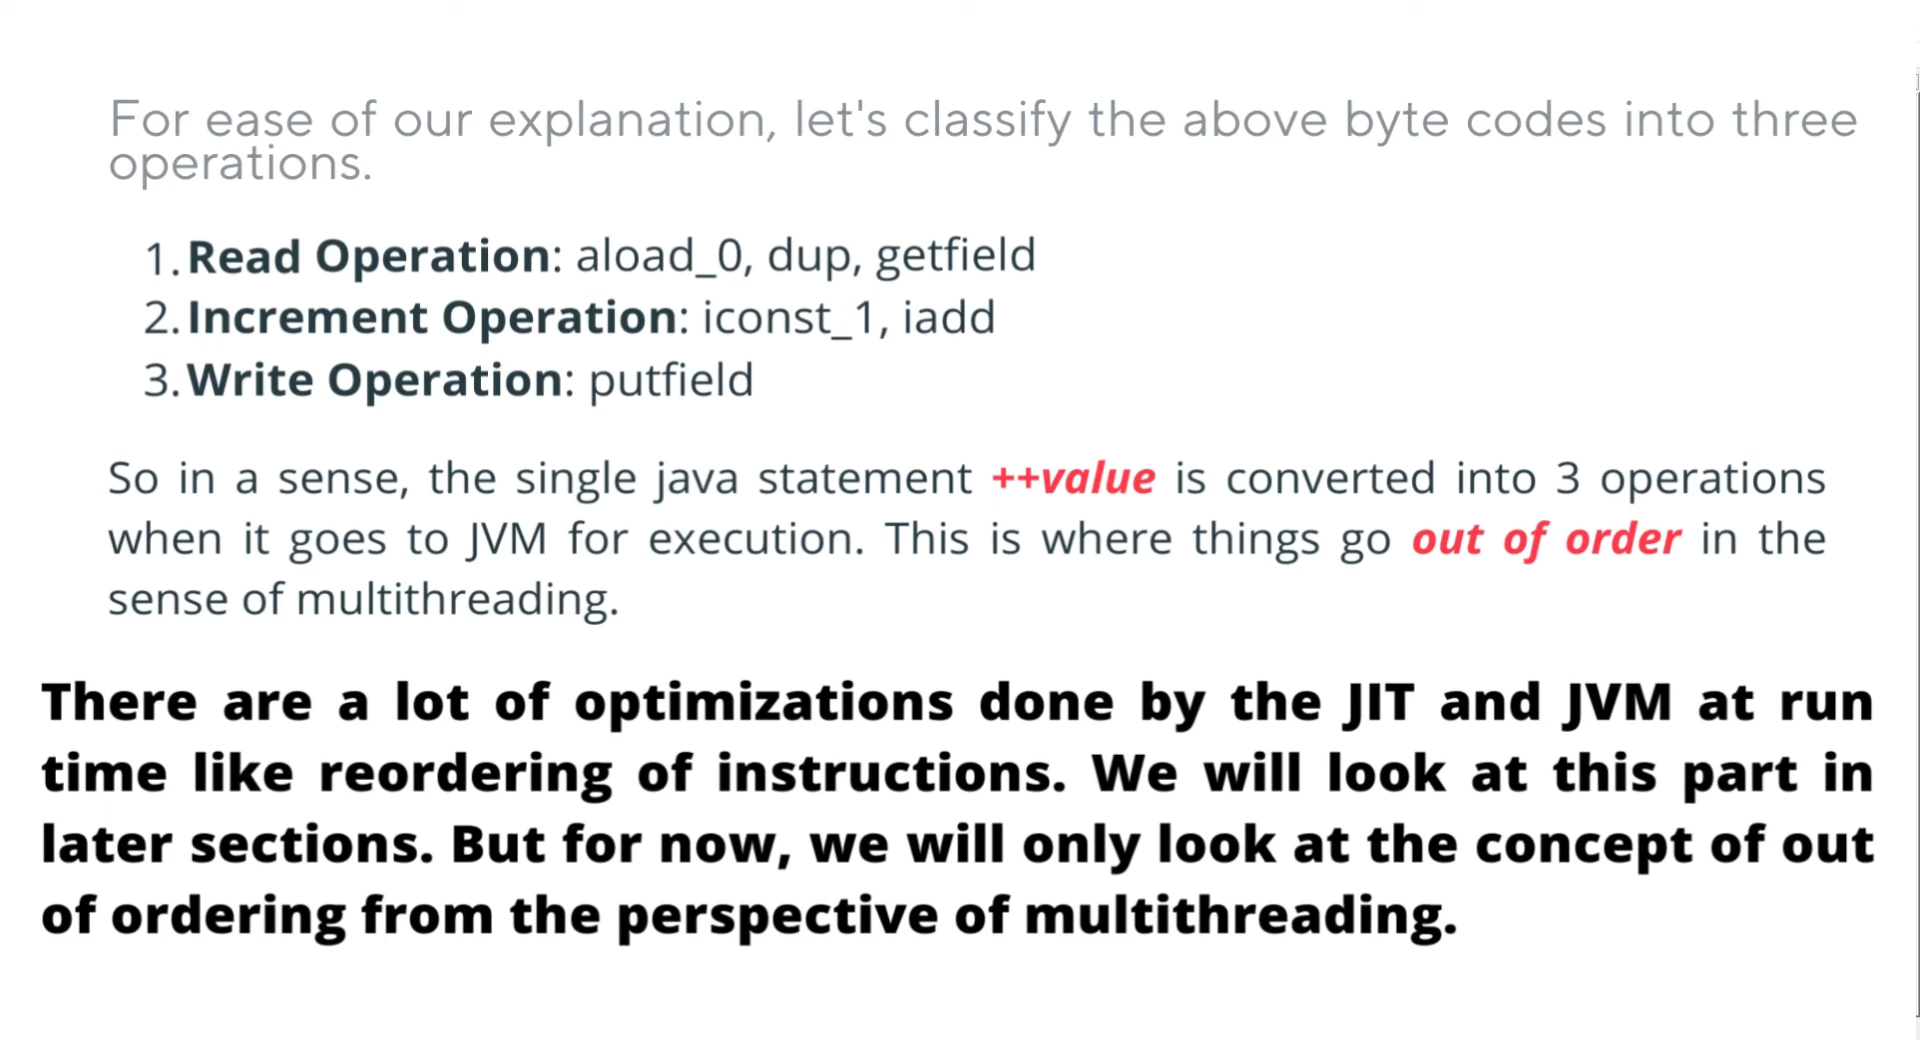 For ease of our explanation, let's classify the above byte codes into three
operations.
1. Read Operation: aload_0, dup, getfield
2. Increment Operation: iconst_1, iadd
3. Write Operation: putfield
So in a sense, the single java statement ++value is converted into 3 operations
when it goes to JVM for execution. This is where things go out of order in the
sense of multithreading.
There are a lot of optimizations done by the JIT and JVM at run
time like reordering of instructions. We will look at this part in
later sections. But for now, we will only look at the concept of out
of ordering from the perspective of multithreading.